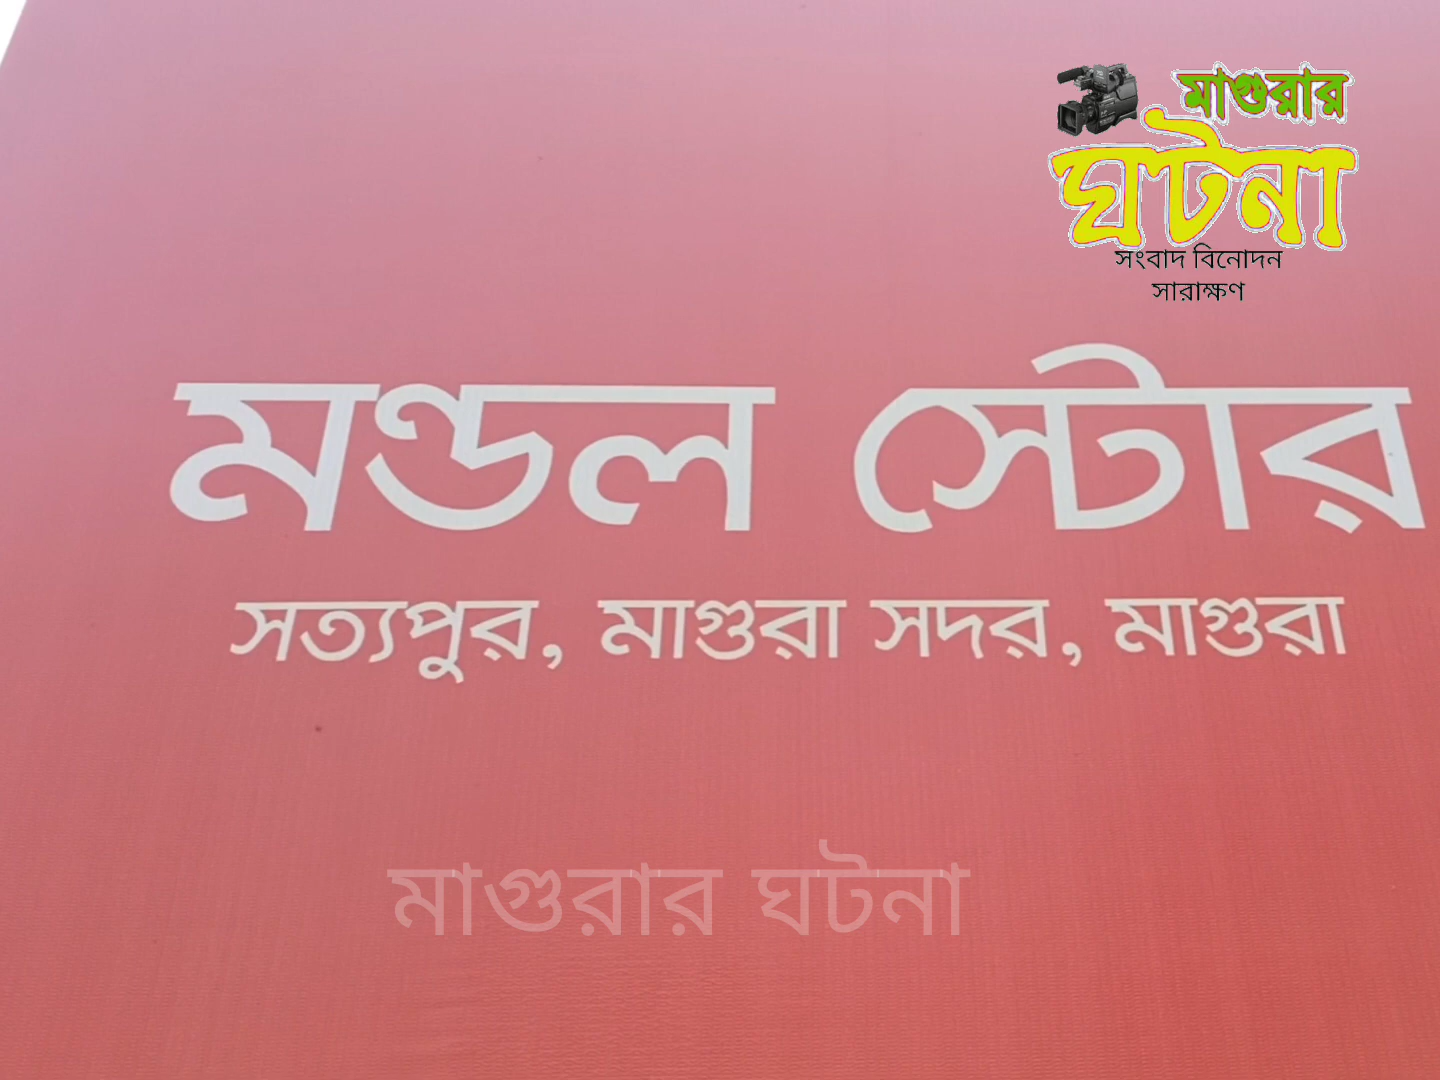 মাগুরার
ঘটনা
সংবাদ বিনোদন
সারাক্ষণ
মণ্ডল স্টোর
সত্যপুর, মাগুরা সদর, মাগুরা
মাগুরার ঘটনা